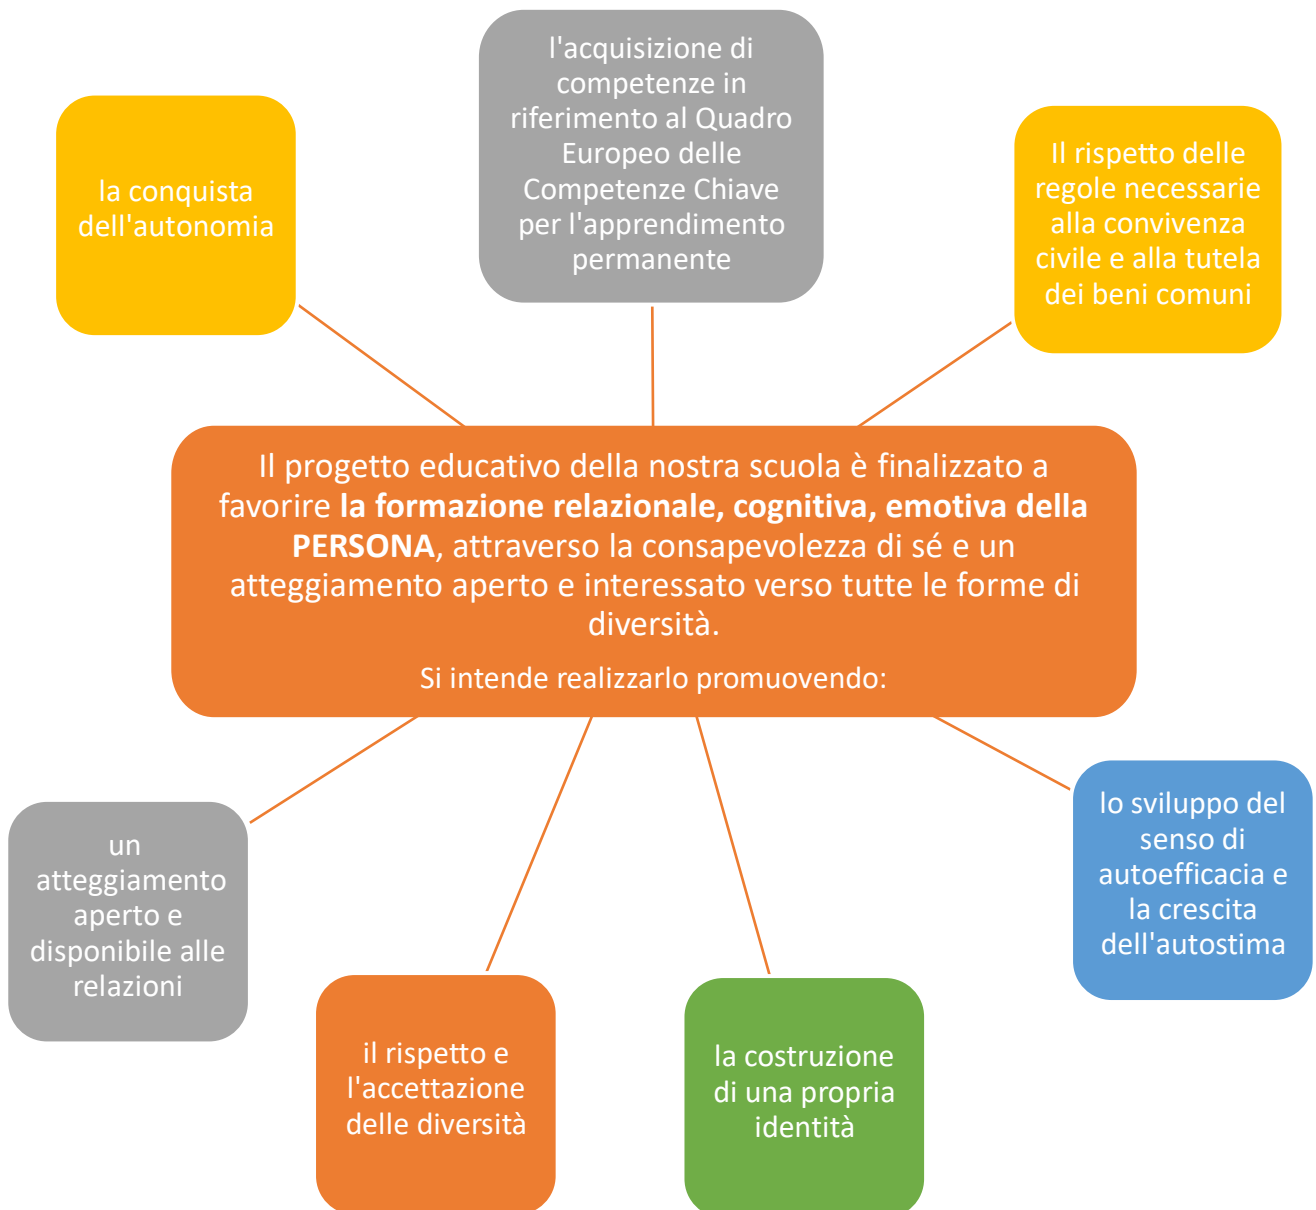 l'acquisizione di
competenze in
riferimento al Quadro
Europeo delle
Competenze Chiave
per l'apprendimento
permanente
la conquista
dell'autonomia
Il rispetto delle
regole necessarie
alla convivenza
civile e alla tutela
dei beni comuni
Il progetto educativo della nostra scuola è finalizzato a
favorire la formazione relazionale, cognitiva, emotiva della
PERSONA, attraverso la consapevolezza di sé e un
atteggiamento aperto e interessato verso tutte le forme di
diversità.
Si intende realizzarlo promuovendo:
un
atteggiamento
aperto e
disponibile alle
relazioni
il rispetto e
l'accettazione
delle diversità
la costruzione
di una propria
identità
lo sviluppo del
senso di
autoefficacia e
la crescita
dell'autostima